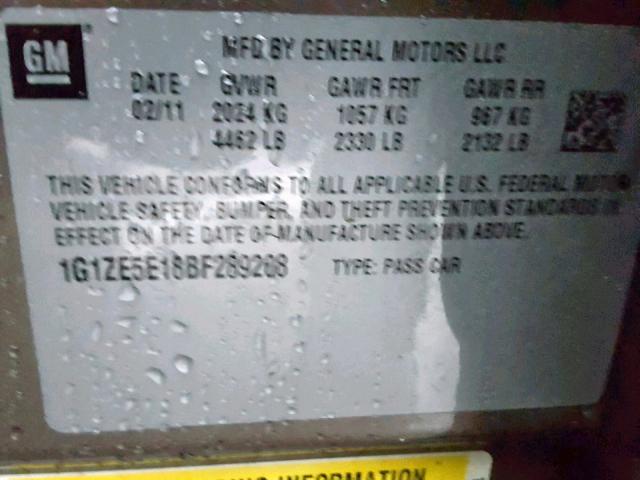 GM
MFD BY GENERAL MOTORS LLC
DATE GVWR GAWR FRT GAWR RR
02/11 2024 KG 1057 KG 967 KG
4462 LB 2330 LB 2132 LB
THIS VEHICLE CONFORMS TO ALL APPLICABLE U.S. FEDERAL MOTOR
VEHICLE SAFETY, BUMPER, AND THEFT PREVENTION STANDARDS IN
EFFECT ON THE DATE OF MANUFACTURE SHOWN ABOVE.
1G1ZE5E18BF289208 TYPE: PASS CAR
INFORMATION